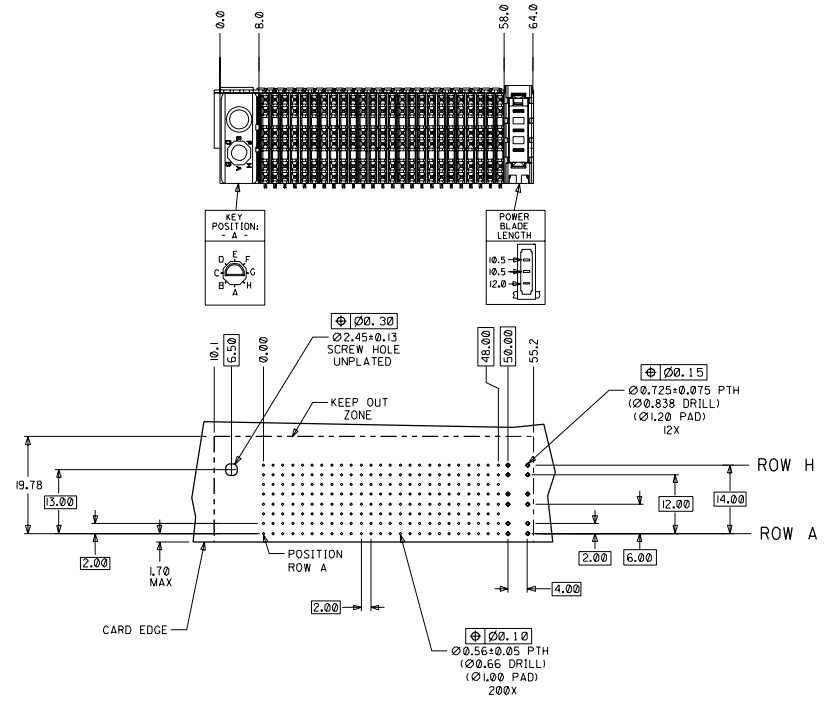 0.0
8.0
58.0
64.0
KEY
POSITION:
- A -
D E F
C G
B A H
POWER
BLADE
LENGTH
10.5
10.5
12.0
⌖ Ø0.30
Ø2.45±0.13
SCREW HOLE
UNPLATED
10.1
6.50
0.00
48.00
50.00
55.2
⌖ Ø0.15
Ø0.725±0.075 PTH
(Ø0.838 DRILL)
(Ø1.20 PAD)
12X
KEEP OUT
ZONE
19.78
13.00
2.00
1.70
MAX
POSITION
ROW A
2.00
CARD EDGE
ROW H
ROW A
12.00
14.00
2.00
6.00
4.00
⌖ Ø0.10
Ø0.56±0.05 PTH
(Ø0.66 DRILL)
(Ø1.00 PAD)
200X